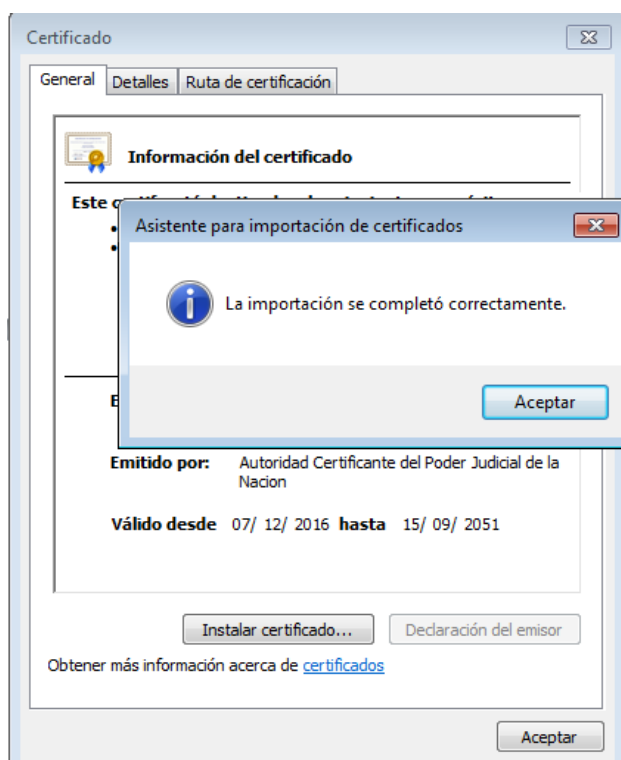 Certificado
General Detalles Ruta de certificación
Información del certificado
Este
Asistente para importación de certificados
La importación se completó correctamente.
Aceptar
E
Emitido por: Autoridad Certificante del Poder Judicial de la
Nacion
Válido desde 07/ 12/ 2016 hasta 15/ 09/ 2051
Instalar certificado... Declaración del emisor
Obtener más información acerca de certificados
Aceptar